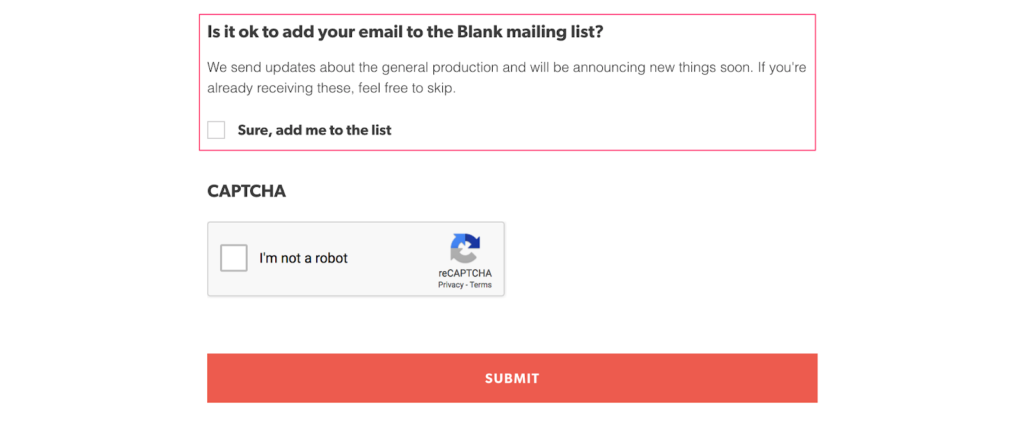 Is it ok to add your email to the Blank mailing list?
We send updates about the general production and will be announcing new things soon. If you're
already receiving these, feel free to skip.
Sure, add me to the list
CAPTCHA
I'm not a robot
reCAPTCHA
Privacy - Terms
SUBMIT